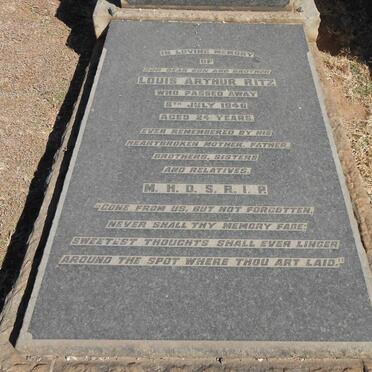 IN LOVING MEMORY
OF
OUR DEAR SON AND BROTHER
LOUIS ARTHUR RITZ
WHO PASSED AWAY
8TH JULY 1946
AGED 24 YEARS.
EVER REMEMBERED BY HIS
HEARTBROKEN MOTHER, FATHER,
BROTHERS, SISTERS
AND RELATIVES.
M.H.D.S.R.I.P.
"GONE FROM US, BUT NOT FORGOTTEN,
NEVER SHALL THY MEMORY FADE;
SWEETEST THOUGHTS SHALL EVER LINGER
AROUND THE SPOT WHERE THOU ART LAID."